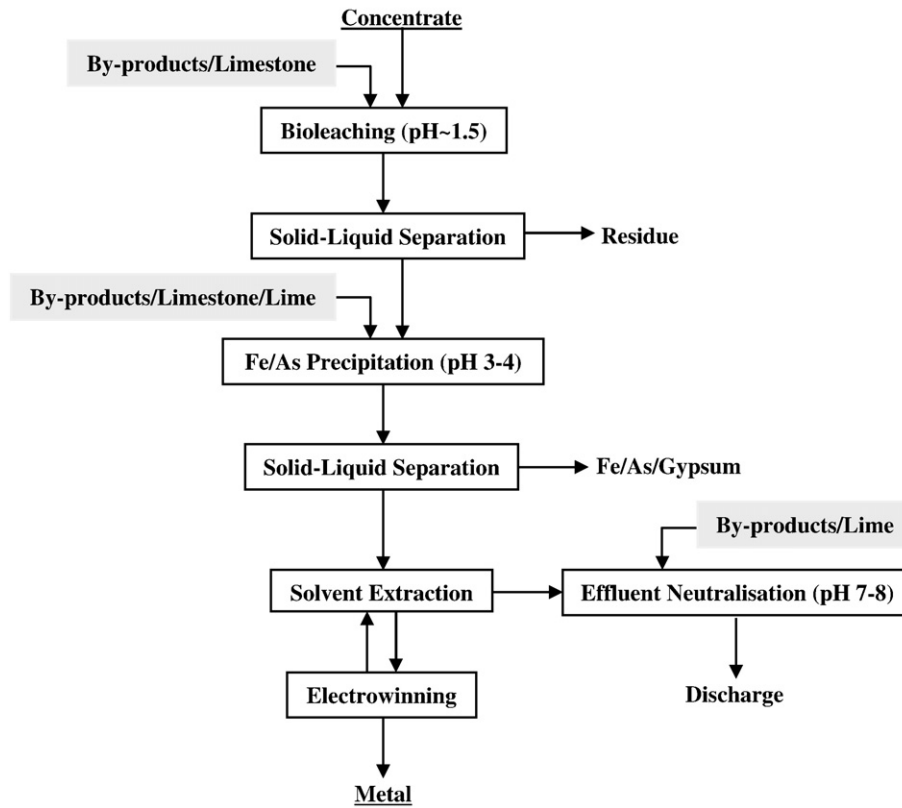 Concentrate
By-products/Limestone
Bioleaching (pH~1.5)
Solid-Liquid Separation
Residue
By-products/Limestone/Lime
Fe/As Precipitation (pH 3-4)
Solid-Liquid Separation
Fe/As/Gypsum
By-products/Lime
Solvent Extraction
Effluent Neutralisation (pH 7-8)
Electrowinning
Discharge
Metal